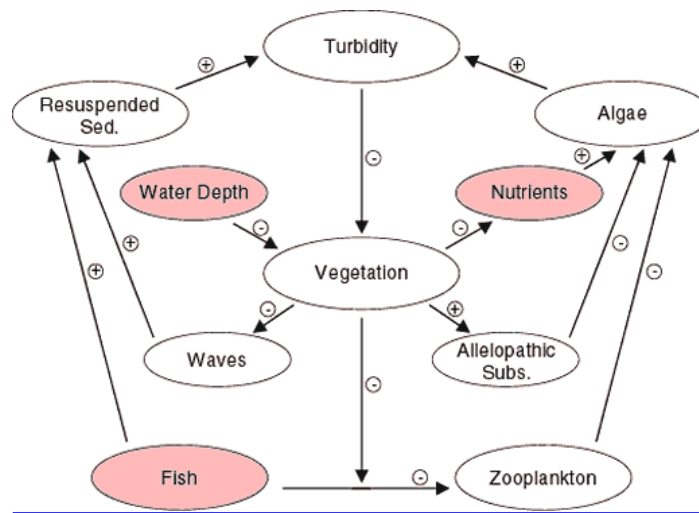 Turbidity
+
+
Resuspended
Sed.
Algae
-
Water Depth
Nutrients
+
-
-
Vegetation
+
-
+
-
-
+
Waves
Allelopathic
Subs.
-
Fish
-
Zooplankton